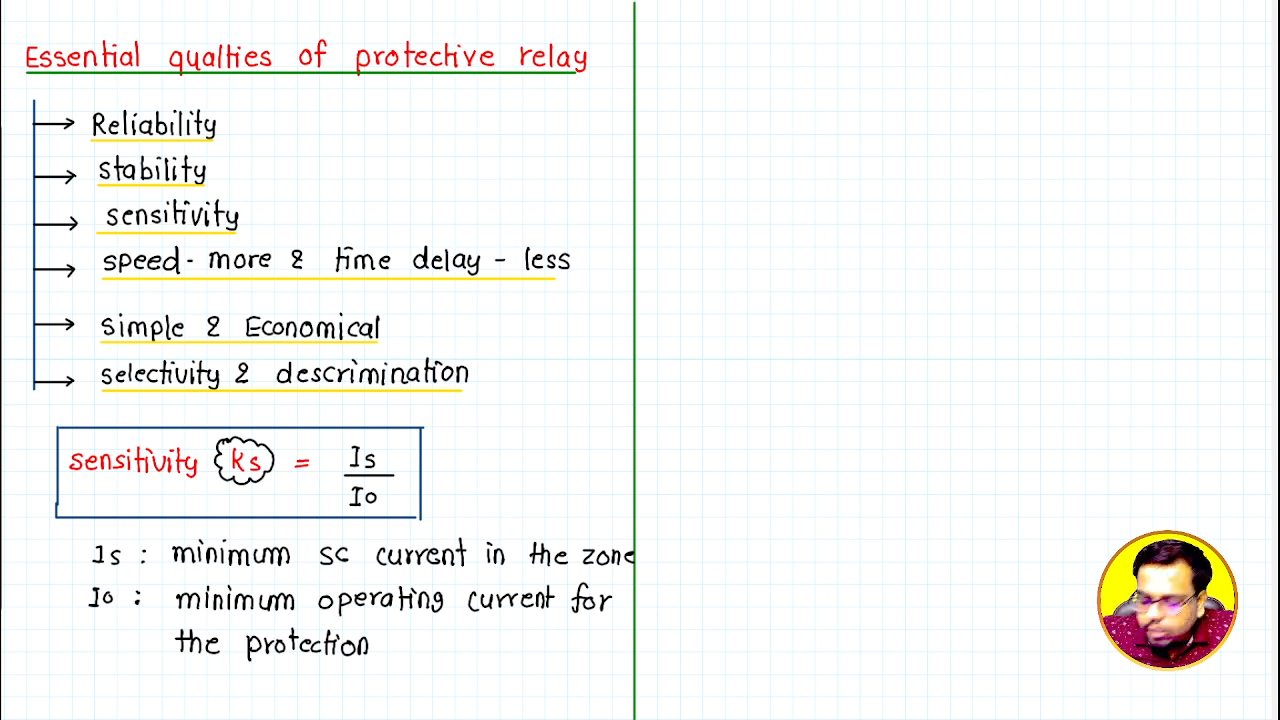 Essential qualties of protective relay
Reliability
stability
sensitivity
speed - more & time delay - less
simple & Economical
selectivity & descrimination
sensitivity ks = Is / Io
Is : minimum sc current in the zone
Io : minimum operating current for
the protection